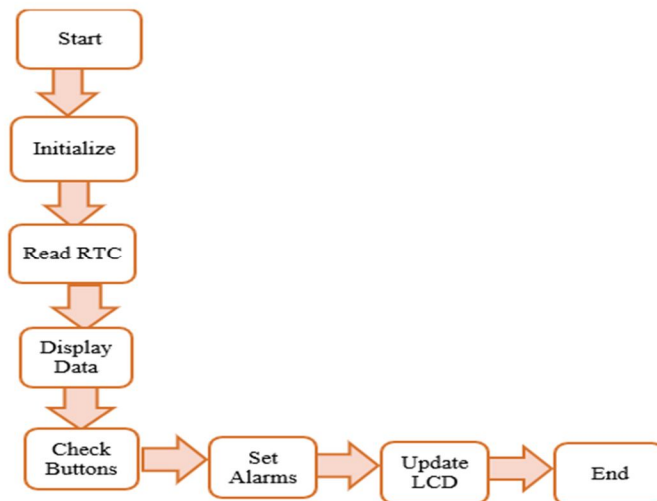 Start
Initialize
Read RTC
Display
Data
Check
Buttons
Set
Alarms
Update
LCD
End